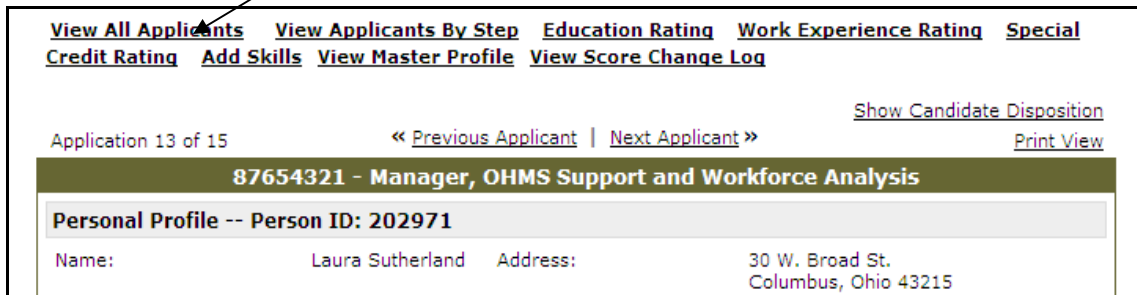 View All Applicants View Applicants By Step Education Rating Work Experience Rating Special
Credit Rating Add Skills View Master Profile View Score Change Log
Show Candidate Disposition
Application 13 of 15 « Previous Applicant | Next Applicant » Print View
87654321 - Manager, OHMS Support and Workforce Analysis
Personal Profile -- Person ID: 202971
Name: Laura Sutherland Address: 30 W. Broad St.
Columbus, Ohio 43215